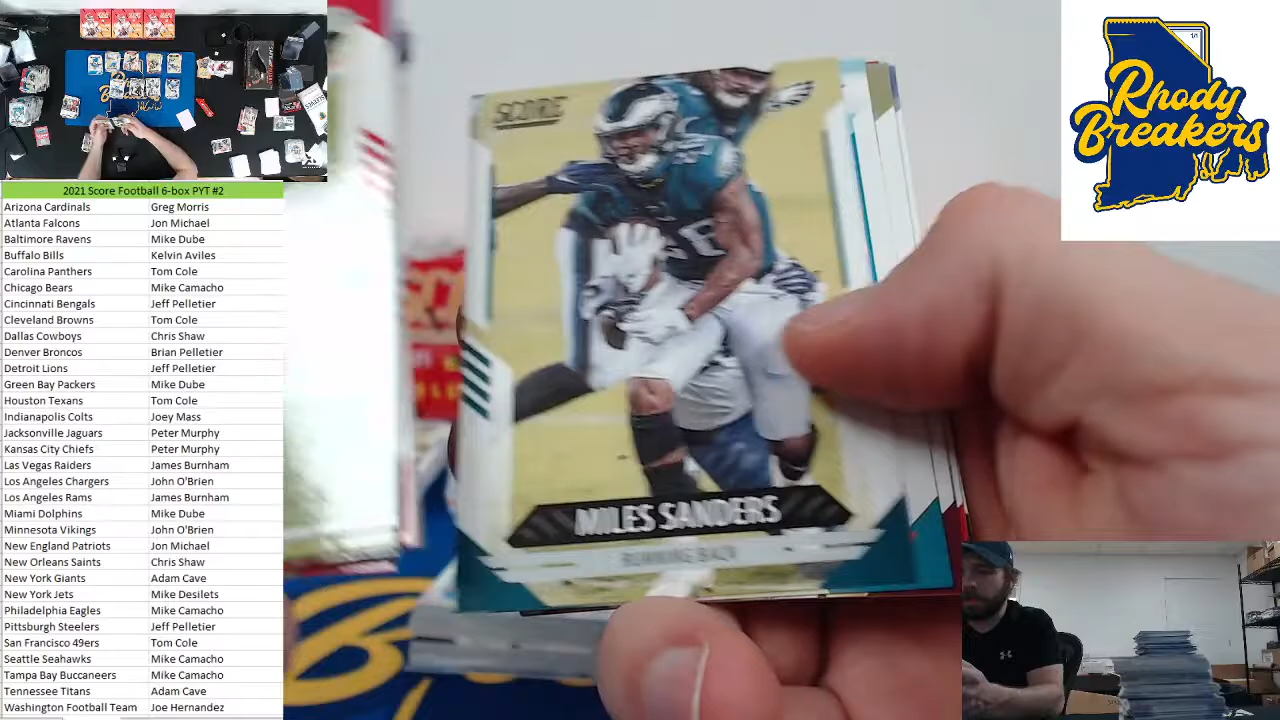 2021 Score Football 6-box PYT #2
Arizona Cardinals Greg Morris
Atlanta Falcons Jon Michael
Baltimore Ravens Mike Dube
Buffalo Bills Kelvin Aviles
Carolina Panthers Tom Cole
Chicago Bears Mike Camacho
Cincinnati Bengals Jeff Pelletier
Cleveland Browns Tom Cole
Dallas Cowboys Chris Shaw
Denver Broncos Brian Pelletier
Detroit Lions Jeff Pelletier
Green Bay Packers Mike Dube
Houston Texans Tom Cole
Indianapolis Colts Joey Mass
Jacksonville Jaguars Peter Murphy
Kansas City Chiefs Peter Murphy
Las Vegas Raiders James Burnham
Los Angeles Chargers John O'Brien
Los Angeles Rams James Burnham
Miami Dolphins Mike Dube
Minnesota Vikings John O'Brien
New England Patriots Jon Michael
New Orleans Saints Chris Shaw
New York Giants Adam Cave
New York Jets Mike Desilets
Philadelphia Eagles Mike Camacho
Pittsburgh Steelers Jeff Pelletier
San Francisco 49ers Tom Cole
Seattle Seahawks Mike Camacho
Tampa Bay Buccaneers Mike Camacho
Tennessee Titans Adam Cave
Washington Football Team Joe Hernandez
SCORE
MILES SANDERS
RUNNING BACK
1/1
Rhody
Breakers